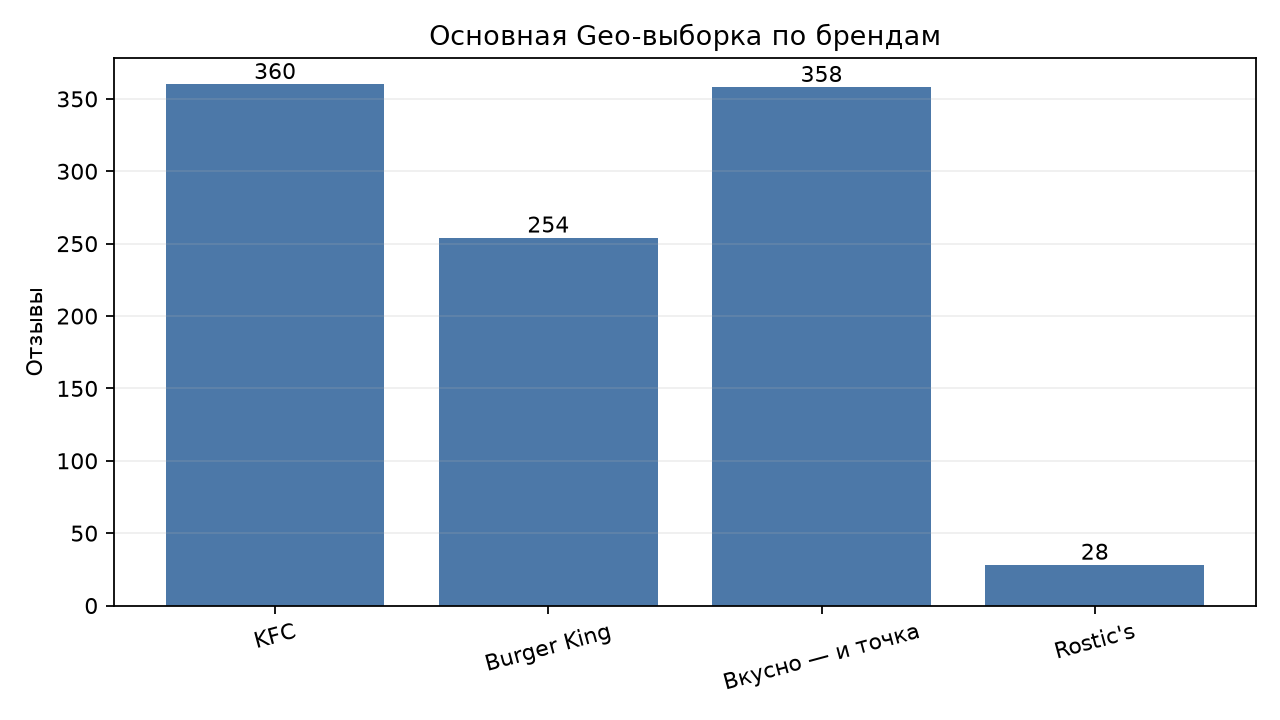 Основная Geo-выборка по брендам
360
358
350
300
254
250
200
150
100
50
28
0
Отзывы
KFC
Burger King
Вкусно — и точка
Rostic's